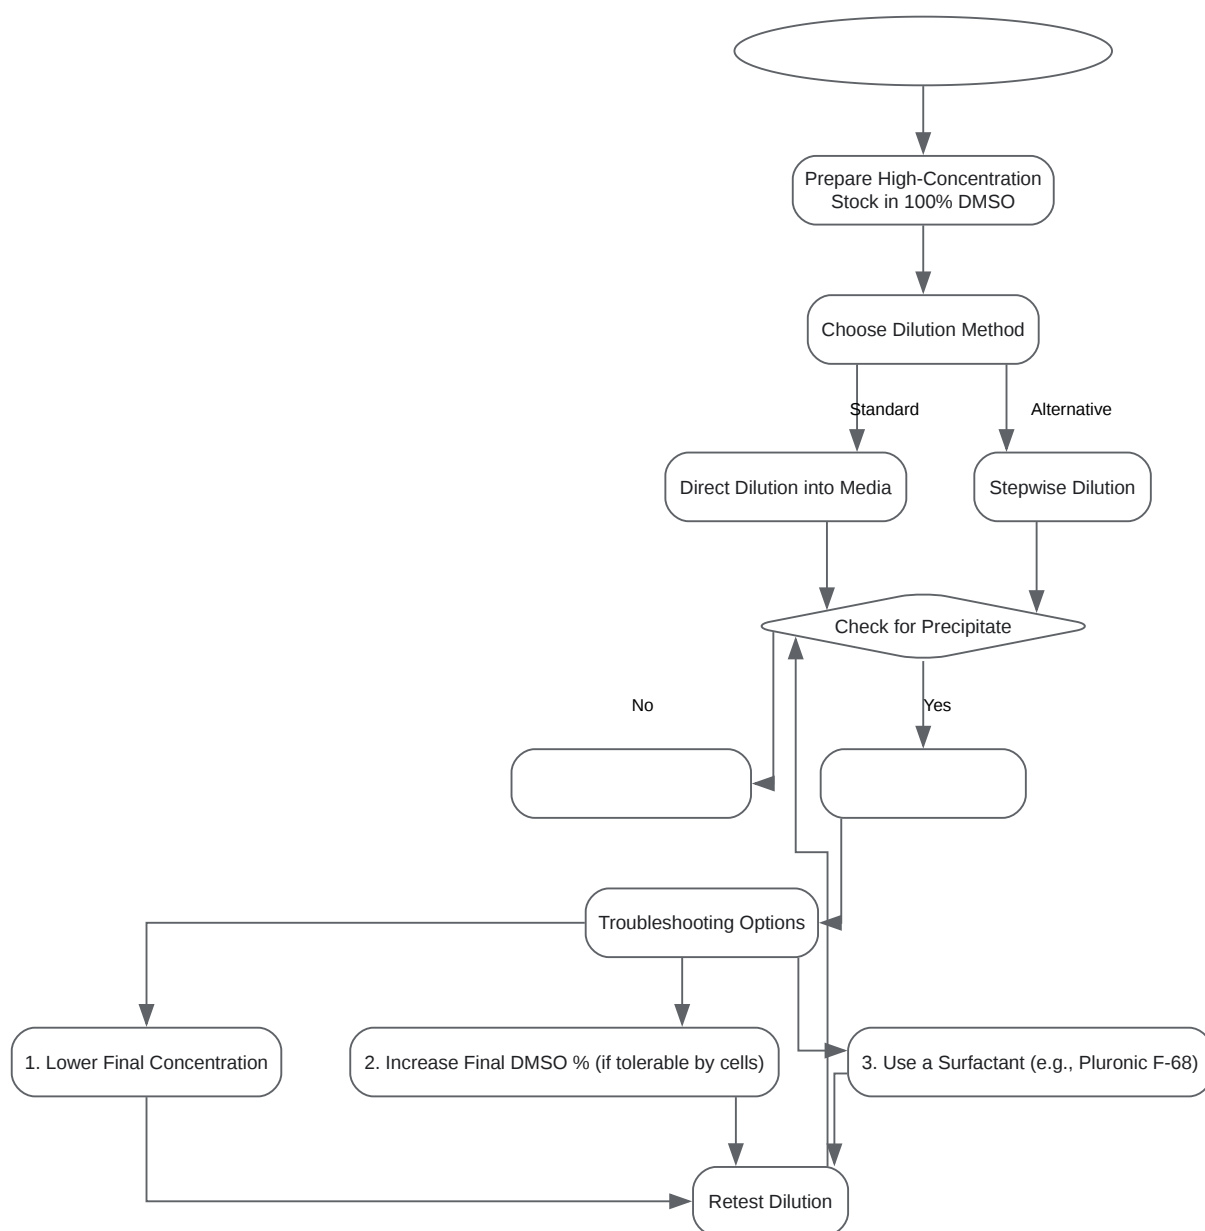 Prepare High-Concentration
Stock in 100% DMSO
Choose Dilution Method
Standard
Alternative
Direct Dilution into Media
Stepwise Dilution
Check for Precipitate
No
Yes
Troubleshooting Options
1. Lower Final Concentration
2. Increase Final DMSO % (if tolerable by cells)
3. Use a Surfactant (e.g., Pluronic F-68)
Retest Dilution